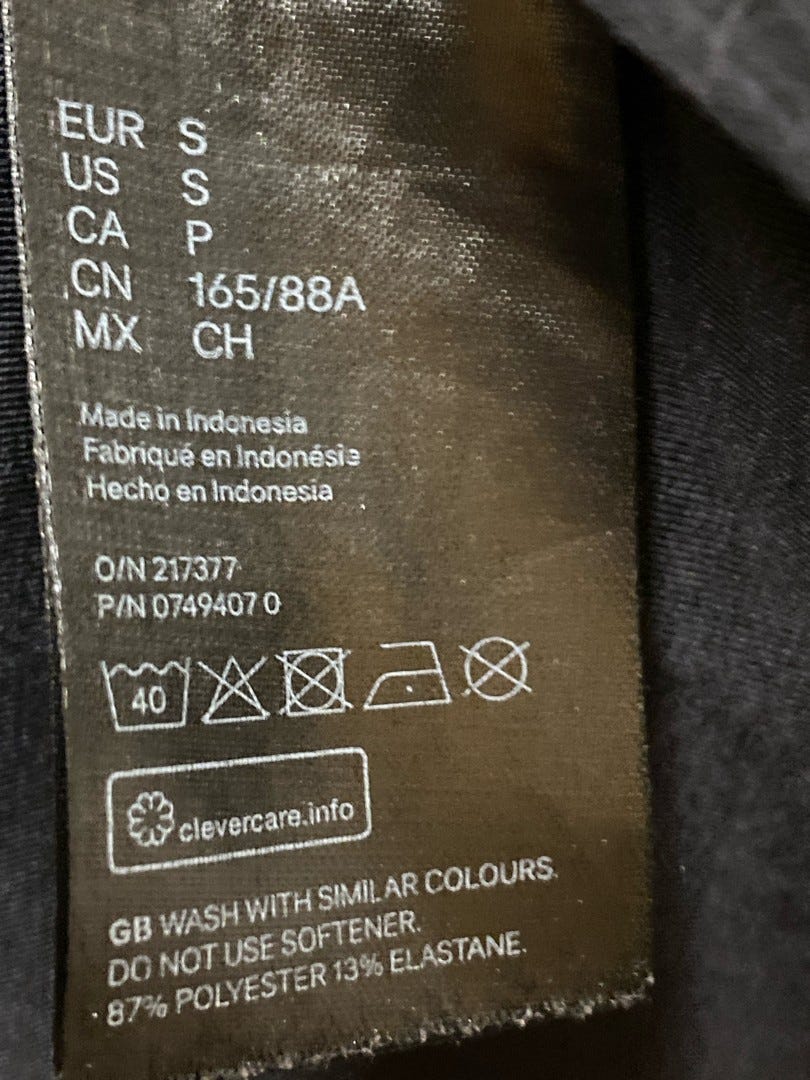 EUR S
US S
CA P
CN 165/88A
MX CH
Made in Indonesia
Fabriqué en Indonésie
Hecho en Indonesia
O/N 217377
P/N 0749407 0
40
clevercare.info
GB WASH WITH SIMILAR COLOURS.
DO NOT USE SOFTENER.
87% POLYESTER 13% ELASTANE.